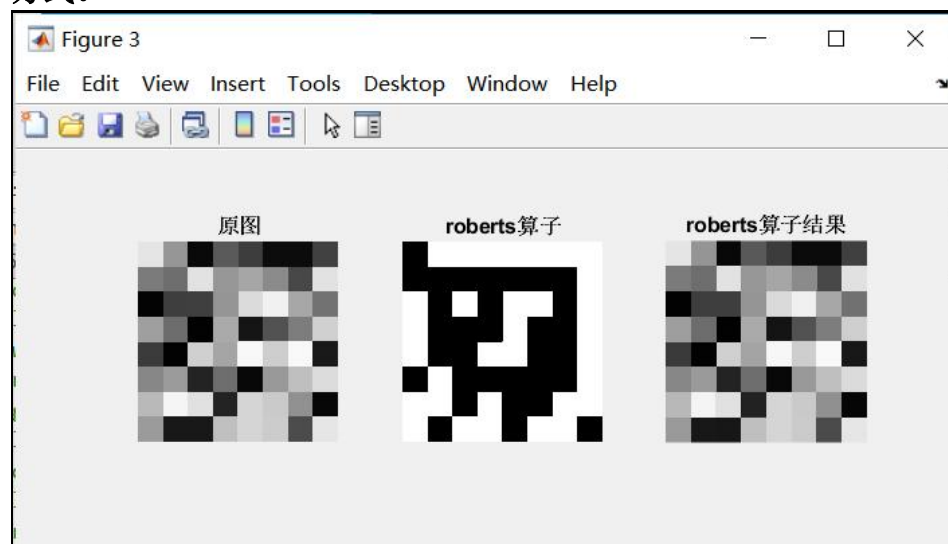 Figure 3
File Edit View Insert Tools Desktop Window Help
原图
roberts算子
roberts算子结果